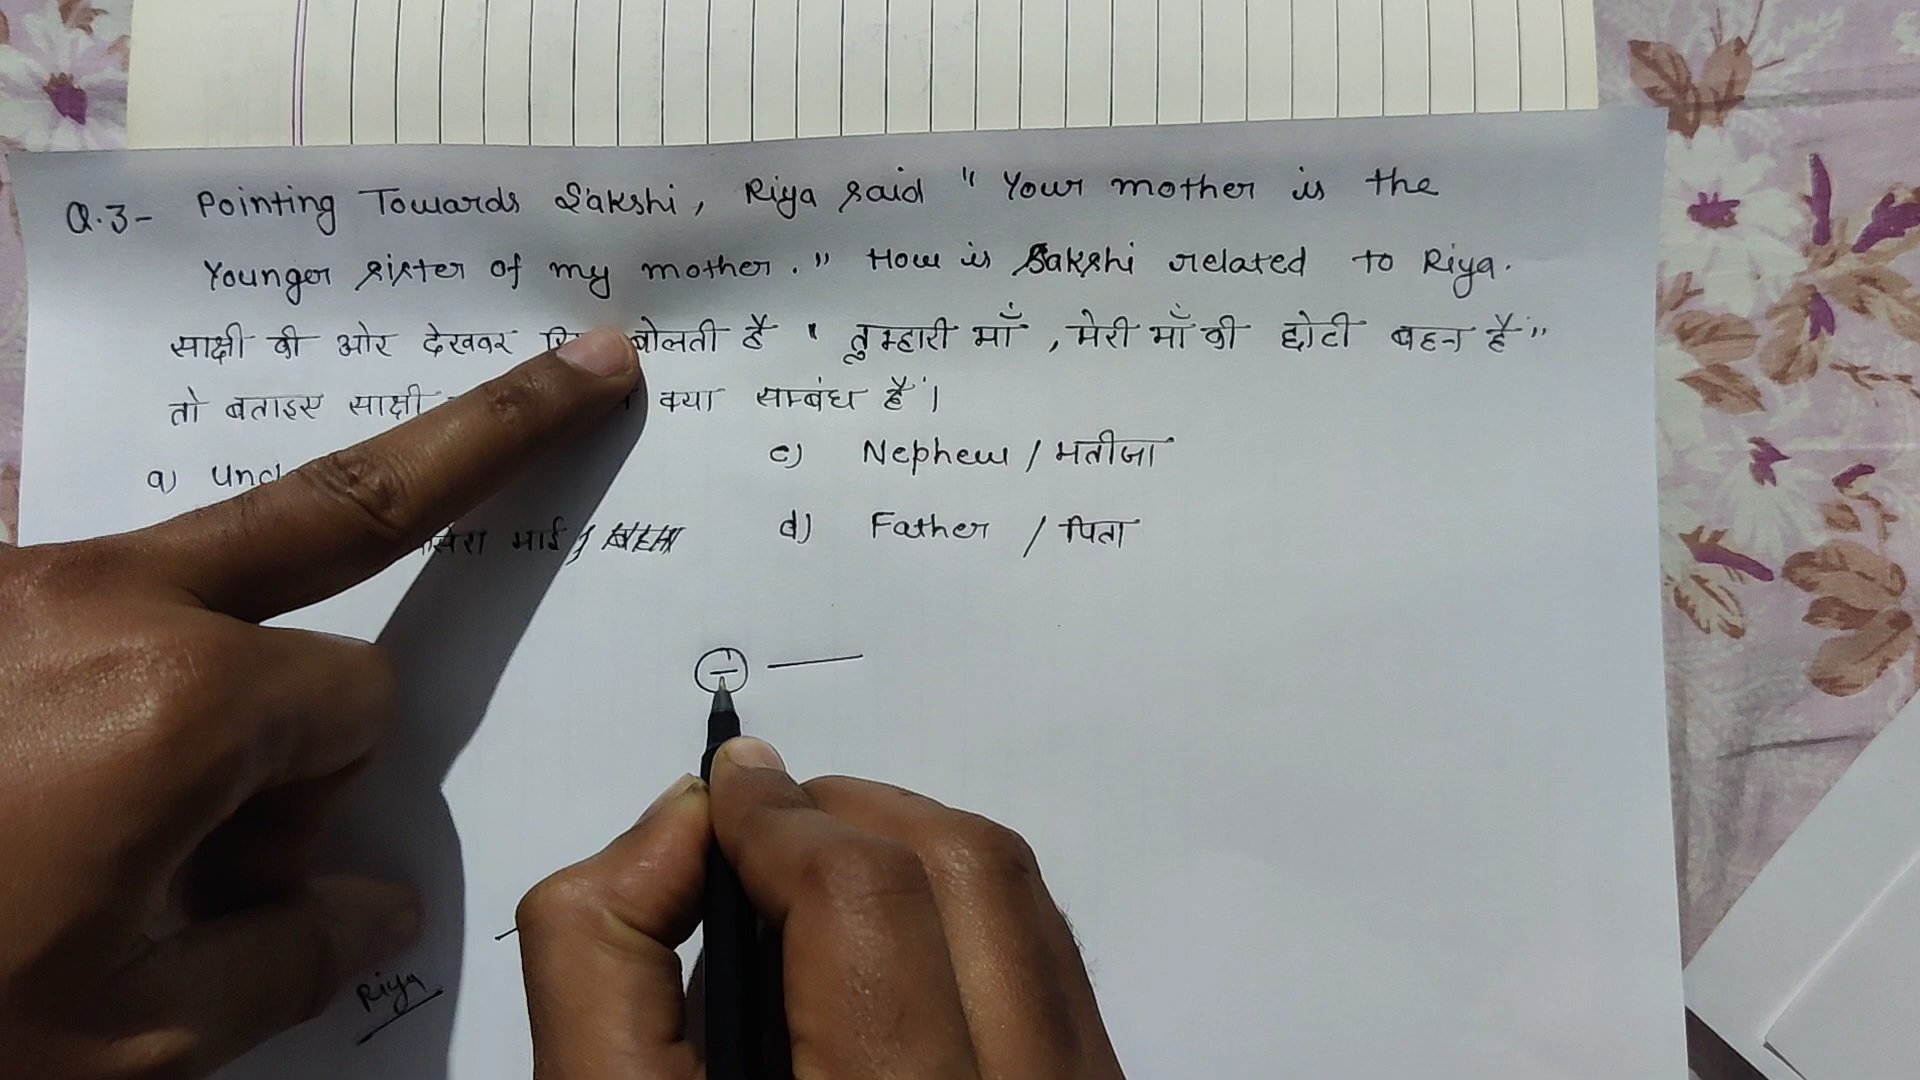 Q.3- Pointing Towards Sakshi, Riya said " Your mother is the
Younger sister of my mother." How is Sakshi related to Riya.
साक्षी की ओर देखकर बोलती है " तुम्हारी माँ , मेरी माँ की छोटी बहन है"
तो बताइए साक्षी क्या सम्बंध है।
a)
c) Nephew / भतीजा
भाई
d) Father / पिता
Riya